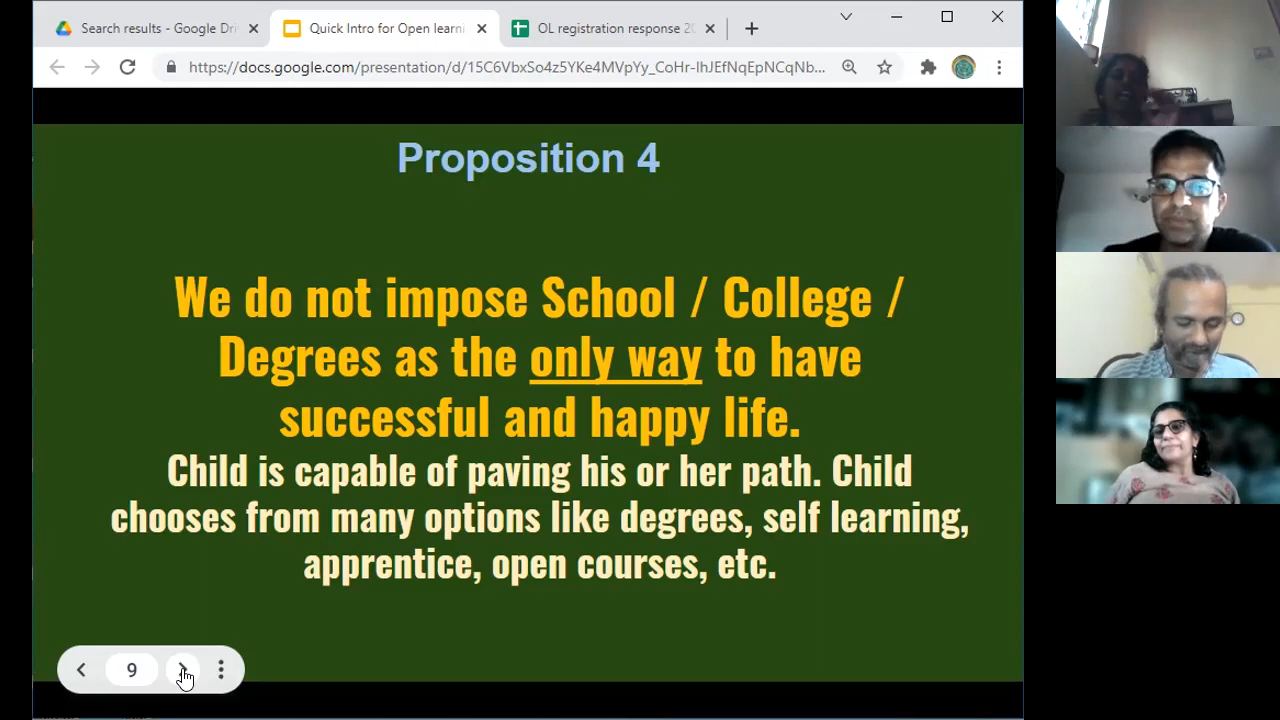 Search results - Google Dri
Quick Intro for Open learni
OL registration response 20
https://docs.google.com/presentation/d/15C6VbxSo4z5YKe4MVpYy_CoHr-IhJEfNqEpNCqNb...
Proposition 4
We do not impose School / College /
Degrees as the only way to have
successful and happy life.
Child is capable of paving his or her path. Child
chooses from many options like degrees, self learning,
apprentice, open courses, etc.
9